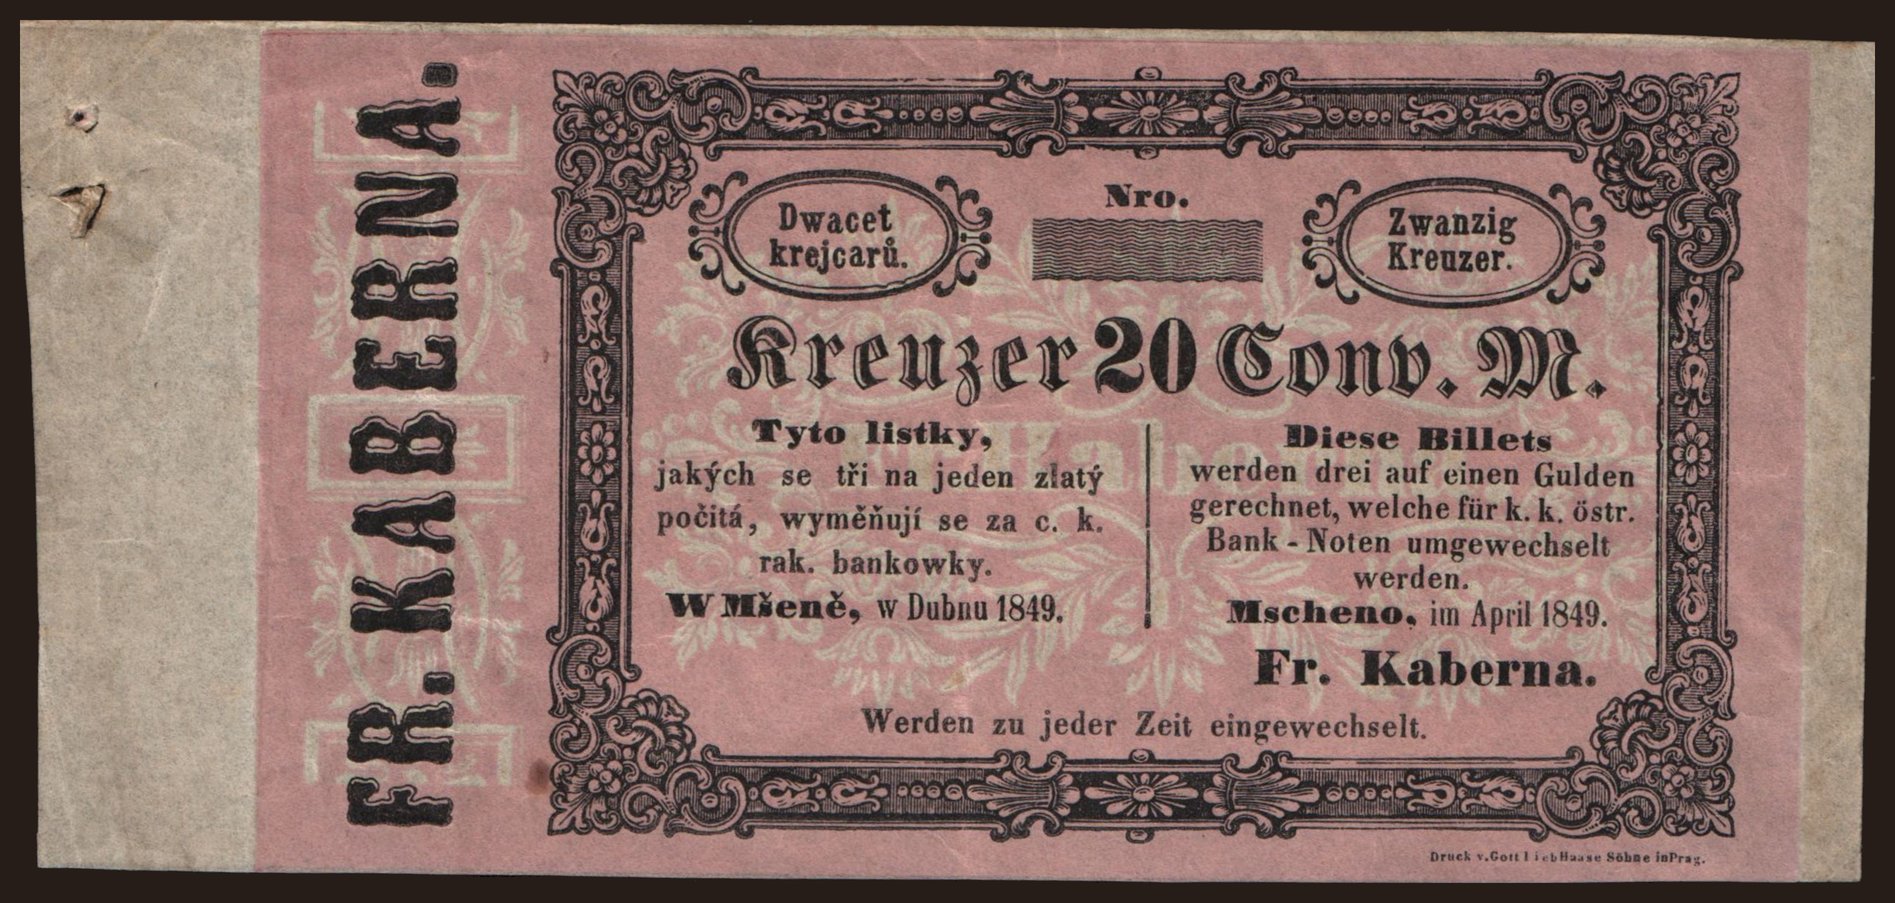 FR. KABERNA.
Dwacet
krejcarů.
Nro.
Zwanzig
Kreuzer.
Kreuzer 20 Conv. M.
Tyto listky,
jakých se tři na jeden zlatý
počitá, wyměňují se za c. k.
rak. bankowky.
W Mšeně, w Dubnu 1849.
Diese Billets
werden drei auf einen Gulden
gerechnet, welche für k. k. östr.
Bank-Noten umgewechselt
werden.
Mscheno, im April 1849.
Fr. Kaberna.
Werden zu jeder Zeit eingewechselt.
Druck v. Gottlieb Haase Söhne in Prag.